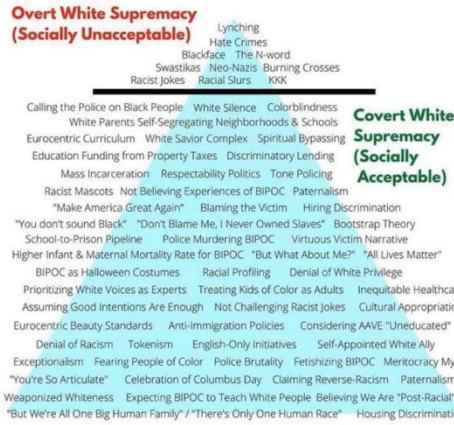 Overt White Supremacy
(Socially Unacceptable)
Lynching
Hate Crimes
Blackface The N-word
Swastikas Neo-Nazis Burning Crosses
Racist Jokes Racial Slurs KKK
Calling the Police on Black People White Silence Colorblindness
White Parents Self-Segregating Neighborhoods & Schools
Eurocentric Curriculum White Savior Complex Spiritual Bypassing
Education Funding from Property Taxes Discriminatory Lending
Mass Incarceration Respectability Politics Tone Policing
Covert White
Supremacy
(Socially
Acceptable)
Racist Mascots Not Believing Experiences of BIPOC Paternalism
"Make America Great Again" Blaming the Victim Hiring Discrimination
"You don't sound Black" "Don't Blame Me, I Never Owned Slaves" Bootstrap Theory
School-to-Prison Pipeline Police Murdering BIPOC Virtuous Victim Narrative
Higher Infant & Maternal Mortality Rate for BIPOC "But What About Me?" "All Lives Matter"
BIPOC as Halloween Costumes Racial Profiling Denial of White Privilege
Prioritizing White Voices as Experts Treating Kids of Color as Adults Inequitable Healthca
Assuming Good Intentions Are Enough Not Challenging Racist Jokes Cultural Appropriatio
Eurocentric Beauty Standards Anti-Immigration Policies Considering AAVE "Uneducated"
Denial of Racism Tokenism English-Only Initiatives Self-Appointed White Ally
Exceptionalism Fearing People of Color Police Brutality Fetishizing BIPOC Meritocracy My
"You're So Articulate" Celebration of Columbus Day Claiming Reverse-Racism Paternalism
Weaponized Whiteness Expecting BIPOC to Teach White People Believing We Are "Post-Racial"
"But We're All One Big Human Family" / "There's Only One Human Race" Housing Discriminati